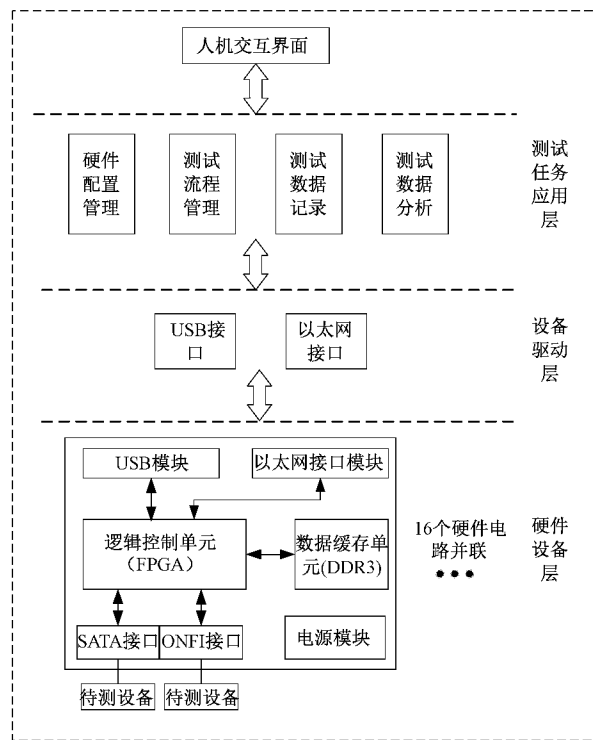 人机交互界面
硬件
配置
管理
测试
流程
管理
测试
数据
记录
测试
数据
分析
测试
任务
应用
层
USB接
口
以太网
接口
设备
驱动
层
USB模块
以太网接口模块
逻辑控制单元
（FPGA）
数据缓存单
元(DDR3)
16个硬件电
路并联
硬件
设备
层
SATA接口
ONFI接口
电源模块
待测设备
待测设备